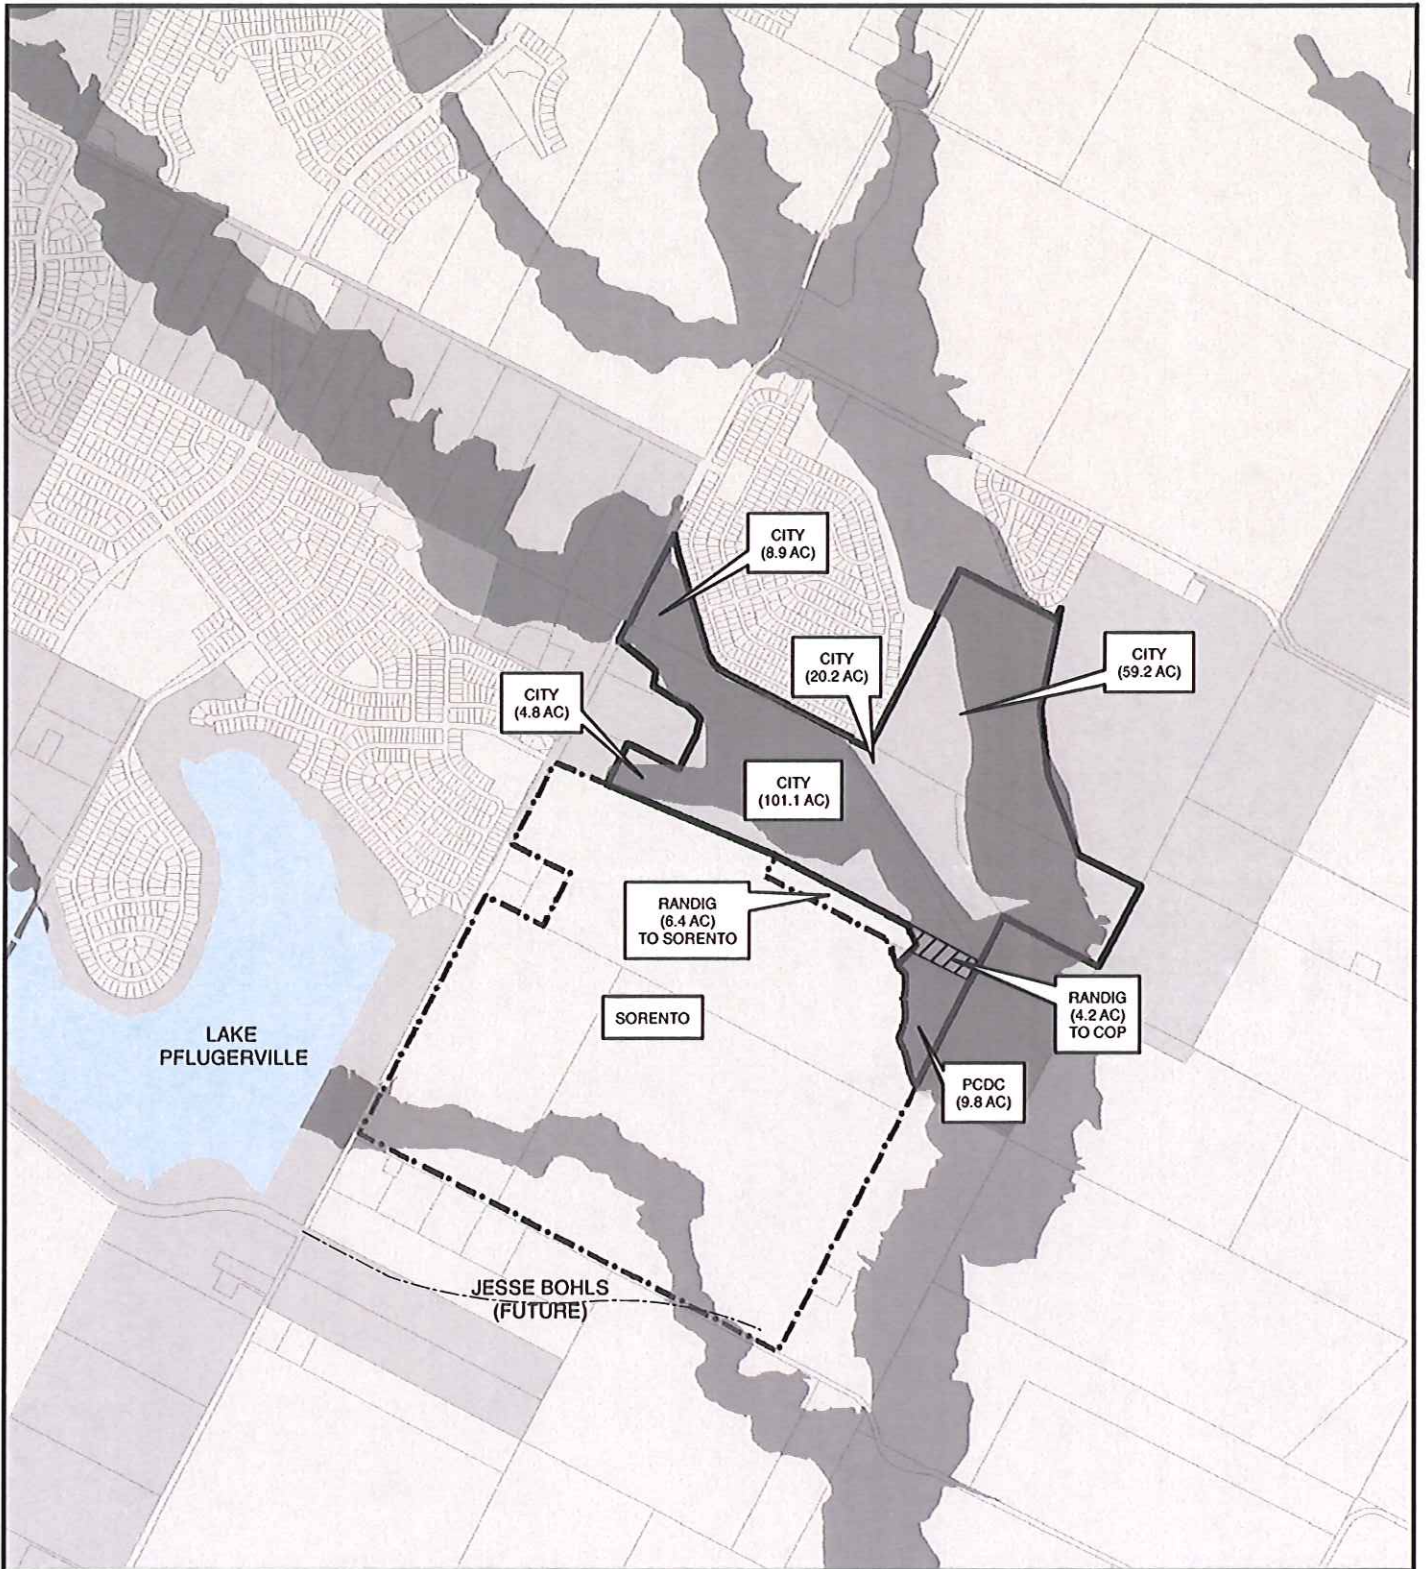 CITY
(8.9 AC)
CITY
(20.2 AC)
CITY
(59.2 AC)
CITY
(4.8 AC)
CITY
(101.1 AC)
RANDIG
(6.4 AC)
TO SORENTO
SORENTO
RANDIG
(4.2 AC)
TO COP
LAKE
PFLUGERVILLE
PCDC
(9.8 AC)
JESSE BOHLS
(FUTURE)